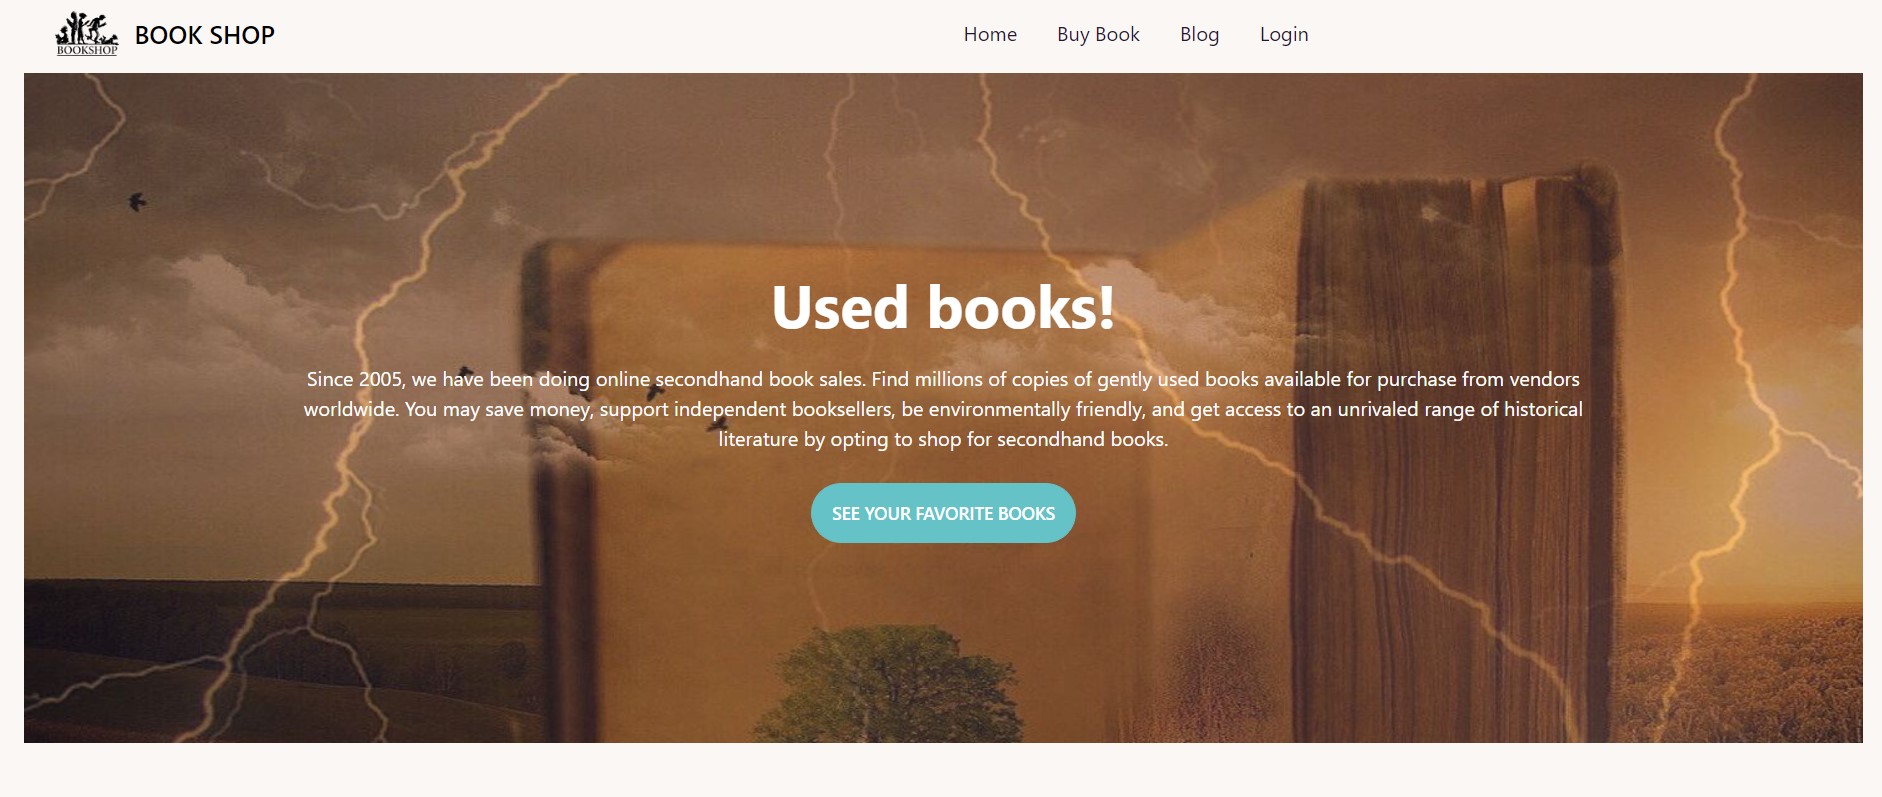 BOOKSHOP
BOOK SHOP
Home
Buy Book
Blog
Login
Used books!
Since 2005, we have been doing online secondhand book sales. Find millions of copies of gently used books available for purchase from vendors
worldwide. You may save money, support independent booksellers, be environmentally friendly, and get access to an unrivaled range of historical
literature by opting to shop for secondhand books.
SEE YOUR FAVORITE BOOKS